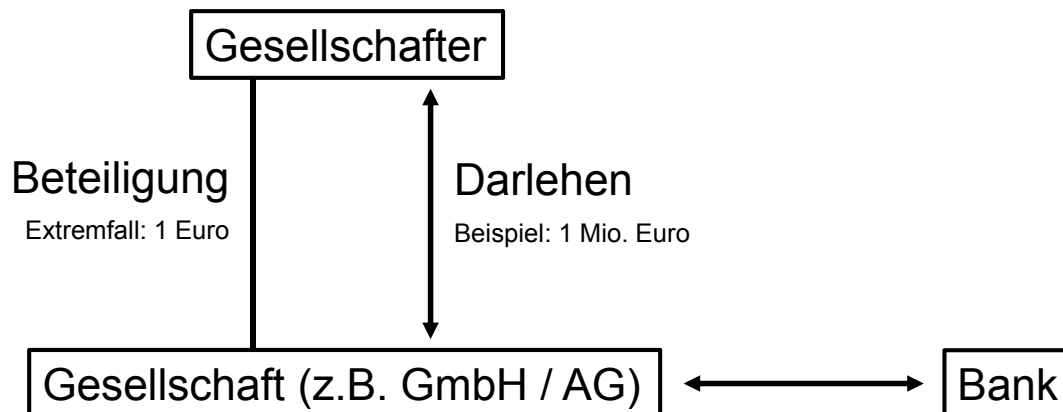 Gesellschafter
Beteiligung
Extremfall: 1 Euro
Darlehen
Beispiel: 1 Mio. Euro
Gesellschaft (z.B. GmbH / AG)
Bank